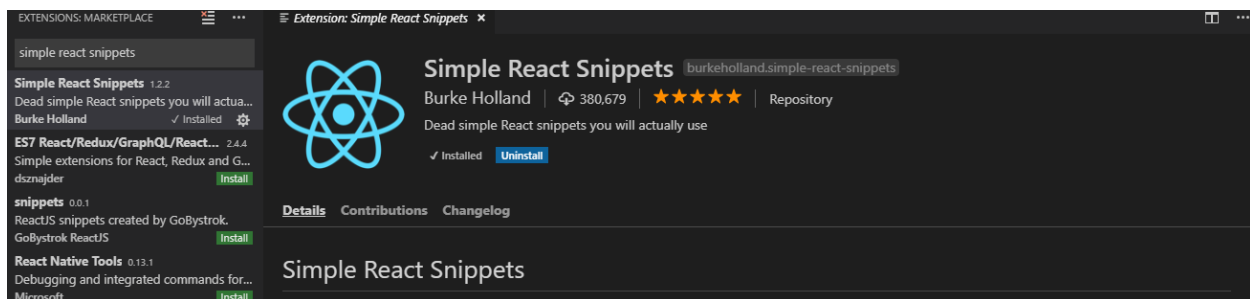 EXTENSIONS: MARKETPLACE
simple react snippets
Simple React Snippets 1.2.2
Dead simple React snippets you will actua...
Burke Holland ✓ Installed
ES7 React/Redux/GraphQL/React... 2.4.4
Simple extensions for React, Redux and G...
dsznajder Install
snippets 0.0.1
ReactJS snippets created by GoBystrok.
GoBystrok ReactJS Install
React Native Tools 0.13.1
Debugging and integrated commands for...
Microsoft Install
Extension: Simple React Snippets ×
Simple React Snippets burkeholland.simple-react-snippets
Burke Holland | 380,679 | ★★★★★ | Repository
Dead simple React snippets you will actually use
✓ Installed Uninstall
Details Contributions Changelog
Simple React Snippets